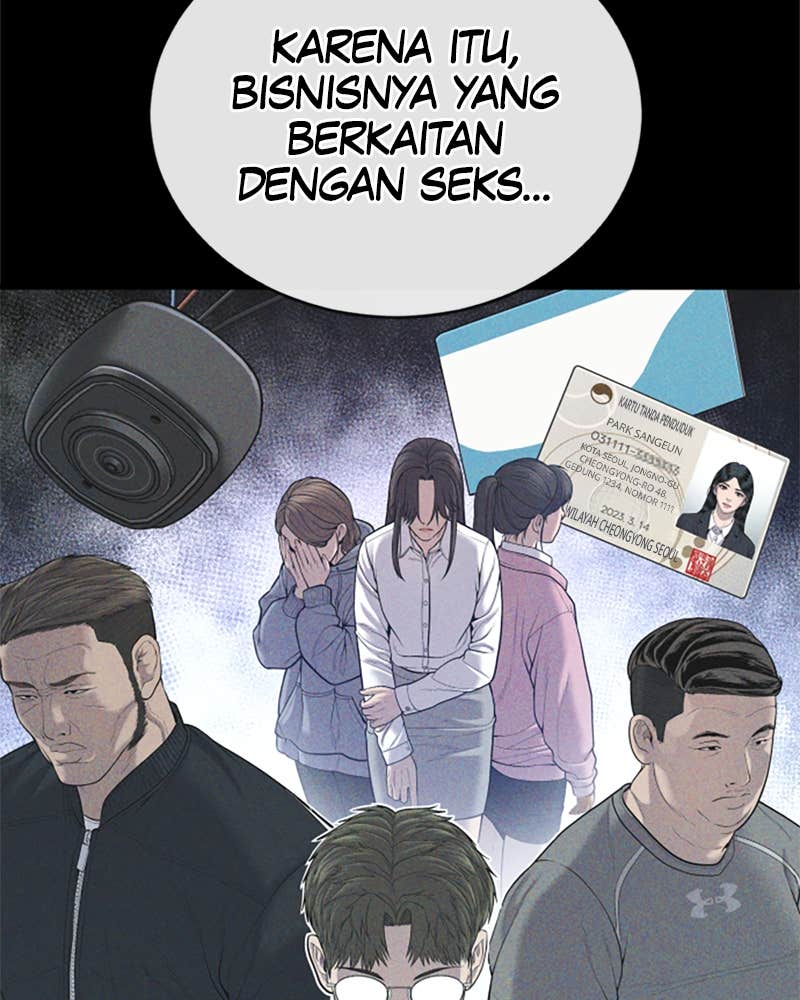 KARENA ITU,
BISNISNYA YANG
BERKAITAN
DENGAN SEKS...
KARTU TANDA PENDUDUK
PARK SANGEUN
KOTA SEOUL, JONGNO-GU
CHEONGYONG-RO 48,
GEDUNG 1234, NOMOR 1111
2023. 3. 14
WILAYAH CHEONGYONG SEOUL